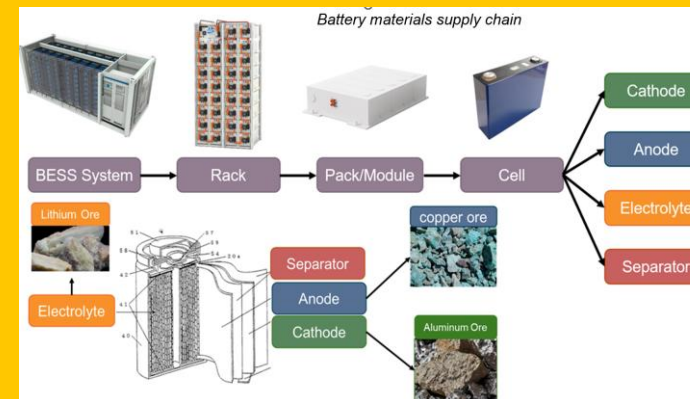 Battery materials supply chain
Cathode
Anode
BESS System
Rack
Pack/Module
Cell
Electrolyte
Separator
Lithium Ore
copper ore
Separator
Anode
Electrolyte
Cathode
Aluminum Ore